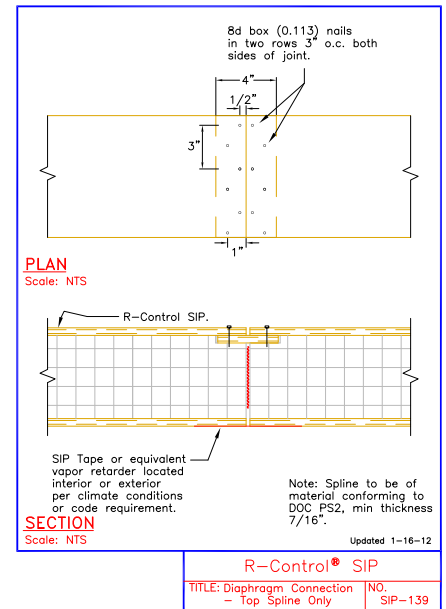 8d box (0.113) nails
in two rows 3" o.c. both
sides of joint.
4"
1/2"
3"
1"
PLAN
Scale: NTS
R-Control SIP.
SIP Tape or equivalent
vapor retarder located
interior or exterior
per climate conditions
or code requirement.
Note: Spline to be of
material conforming to
DOC PS2, min thickness
7/16".
SECTION
Scale: NTS
Updated 1-16-12
R-Control® SIP
TITLE: Diaphragm Connection
- Top Spline Only
NO.
SIP-139